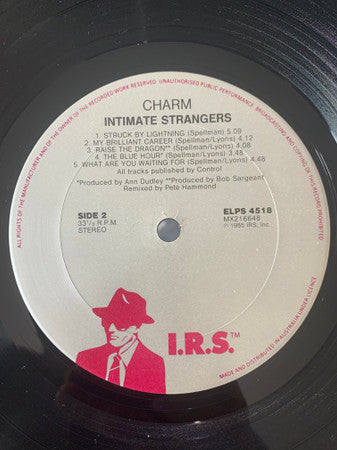 ALL RIGHTS OF THE MANUFACTURER AND OF THE OWNER OF THE RECORDED WORK RESERVED. UNAUTHORISED PUBLIC PERFORMANCE, BROADCASTING AND COPYING OF THIS RECORD PROHIBITED
CHARM
INTIMATE STRANGERS
1. STRUCK BY LIGHTNING (Spellman) 5.09
2. MY BRILLIANT CAREER (Spellman/Lyons) 4.12
3. RAISE THE DRAGON** (Spellman/Lyons) 4.08
4. THE BLUE HOUR* (Spellman/Lyons) 3.48
5. WHAT ARE YOU WAITING FOR (Spellman/Lyons) 4.48
All tracks published by Control
*Produced by Ann Dudley **Produced by Bob Sargeant
Remixed by Pete Hammond
SIDE 2
33⅓ R.P.M.
STEREO
ELPS 4518
MX216648
℗ 1985 IRS, Inc.
I.R.S.™
MADE AND DISTRIBUTED IN AUSTRALIA UNDER LICENCE